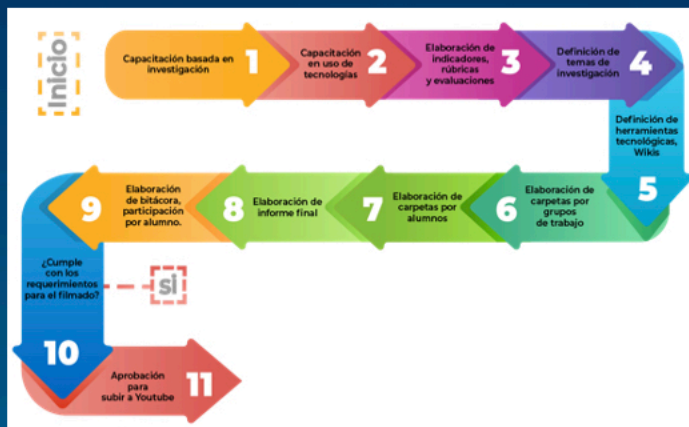 Inicio
Capacitación basada en
investigación
1
Capacitación
en uso de
tecnologías
2
Elaboración de
indicadores,
rúbricas
y evaluaciones
3
Definición de
temas de
investigación
4
Definición de
herramientas
tecnológicas,
Wikis
5
Elaboración de
carpetas por
grupos
de trabajo
6
Elaboración de
carpetas por
alumnos
7
Elaboración de
informe final
8
Elaboración
de bitácora,
participación
por alumno.
9
¿Cumple
con los
requerimientos
para el filmado?
si
10
Aprobación
para
subir a Youtube
11